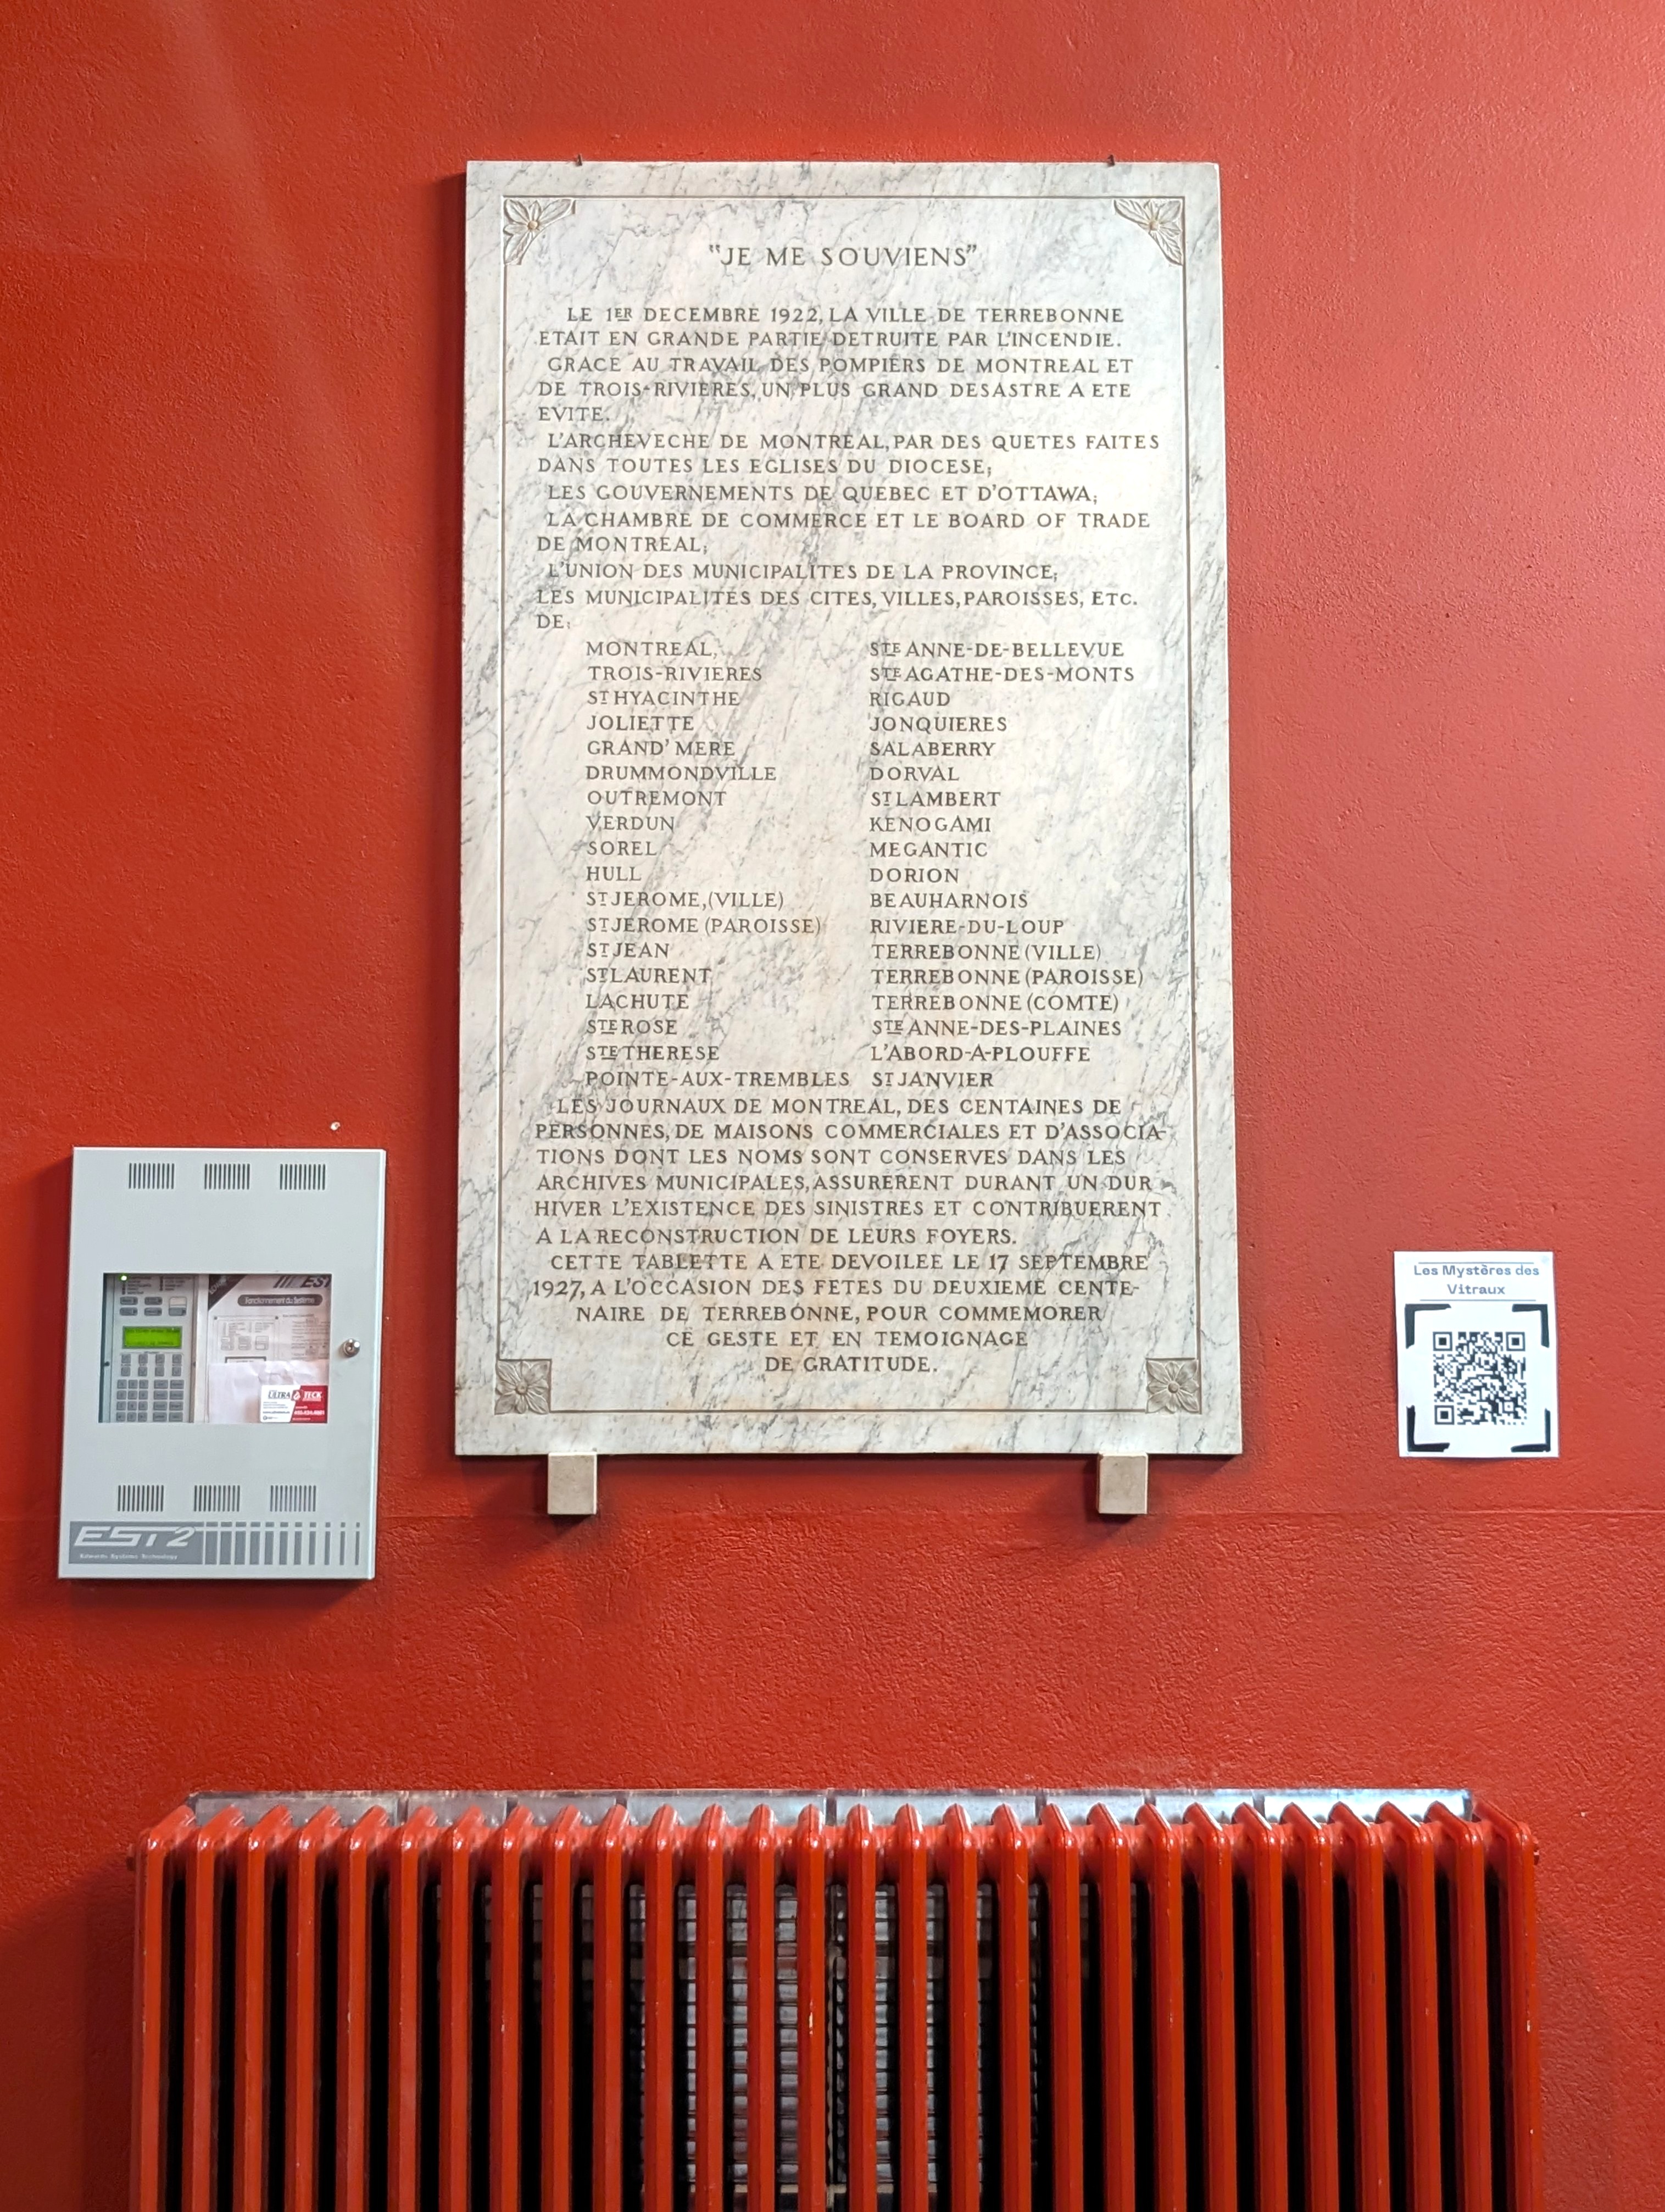 "JE ME SOUVIENS"
LE 1ER DECEMBRE 1922, LA VILLE DE TERREBONNE
ETAIT EN GRANDE PARTIE DETRUITE PAR L'INCENDIE.
GRACE AU TRAVAIL DES POMPIERS DE MONTREAL ET
DE TROIS-RIVIERES, UN PLUS GRAND DESASTRE A ETE
EVITE.
L'ARCHEVECHE DE MONTREAL, PAR DES QUETES FAITES
DANS TOUTES LES EGLISES DU DIOCESE;
LES GOUVERNEMENTS DE QUEBEC ET D'OTTAWA;
LA CHAMBRE DE COMMERCE ET LE BOARD OF TRADE
DE MONTREAL;
L'UNION DES MUNICIPALITES DE LA PROVINCE;
LES MUNICIPALITES DES CITES, VILLES, PAROISSES, ETC.
DE:
MONTREAL,
TROIS-RIVIERES
ST HYACINTHE
JOLIETTE
GRAND' MERE
DRUMMONDVILLE
OUTREMONT
VERDUN
SOREL
HULL
ST JEROME, (VILLE)
ST JEROME (PAROISSE)
ST JEAN
ST LAURENT
LACHUTE
STE ROSE
STE THERESE
POINTE-AUX-TREMBLES
STE ANNE-DE-BELLEVUE
STE AGATHE-DES-MONTS
RIGAUD
JONQUIERES
SALABERRY
DORVAL
ST LAMBERT
KENOGAMI
MEGANTIC
DORION
BEAUHARNOIS
RIVIERE-DU-LOUP
TERREBONNE (VILLE)
TERREBONNE (PAROISSE)
TERREBONNE (COMTE)
STE ANNE-DES-PLAINES
L'ABORD-A-PLOUFFE
ST JANVIER
LES JOURNAUX DE MONTREAL, DES CENTAINES DE
PERSONNES, DE MAISONS COMMERCIALES ET D'ASSOCIA-
TIONS DONT LES NOMS SONT CONSERVES DANS LES
ARCHIVES MUNICIPALES, ASSURERENT DURANT UN DUR
HIVER L'EXISTENCE DES SINISTRES ET CONTRIBUERENT
A LA RECONSTRUCTION DE LEURS FOYERS.
CETTE TABLETTE A ETE DEVOILEE LE 17 SEPTEMBRE
1927, A L'OCCASION DES FETES DU DEUXIEME CENTE-
NAIRE DE TERREBONNE, POUR COMMEMORER
CE GESTE ET EN TEMOIGNAGE
DE GRATITUDE.
EST
Fonctionnement du Système
ULTRA TECK
EST 2
Edwards Systems Technology
Les Mystères des
Vitraux